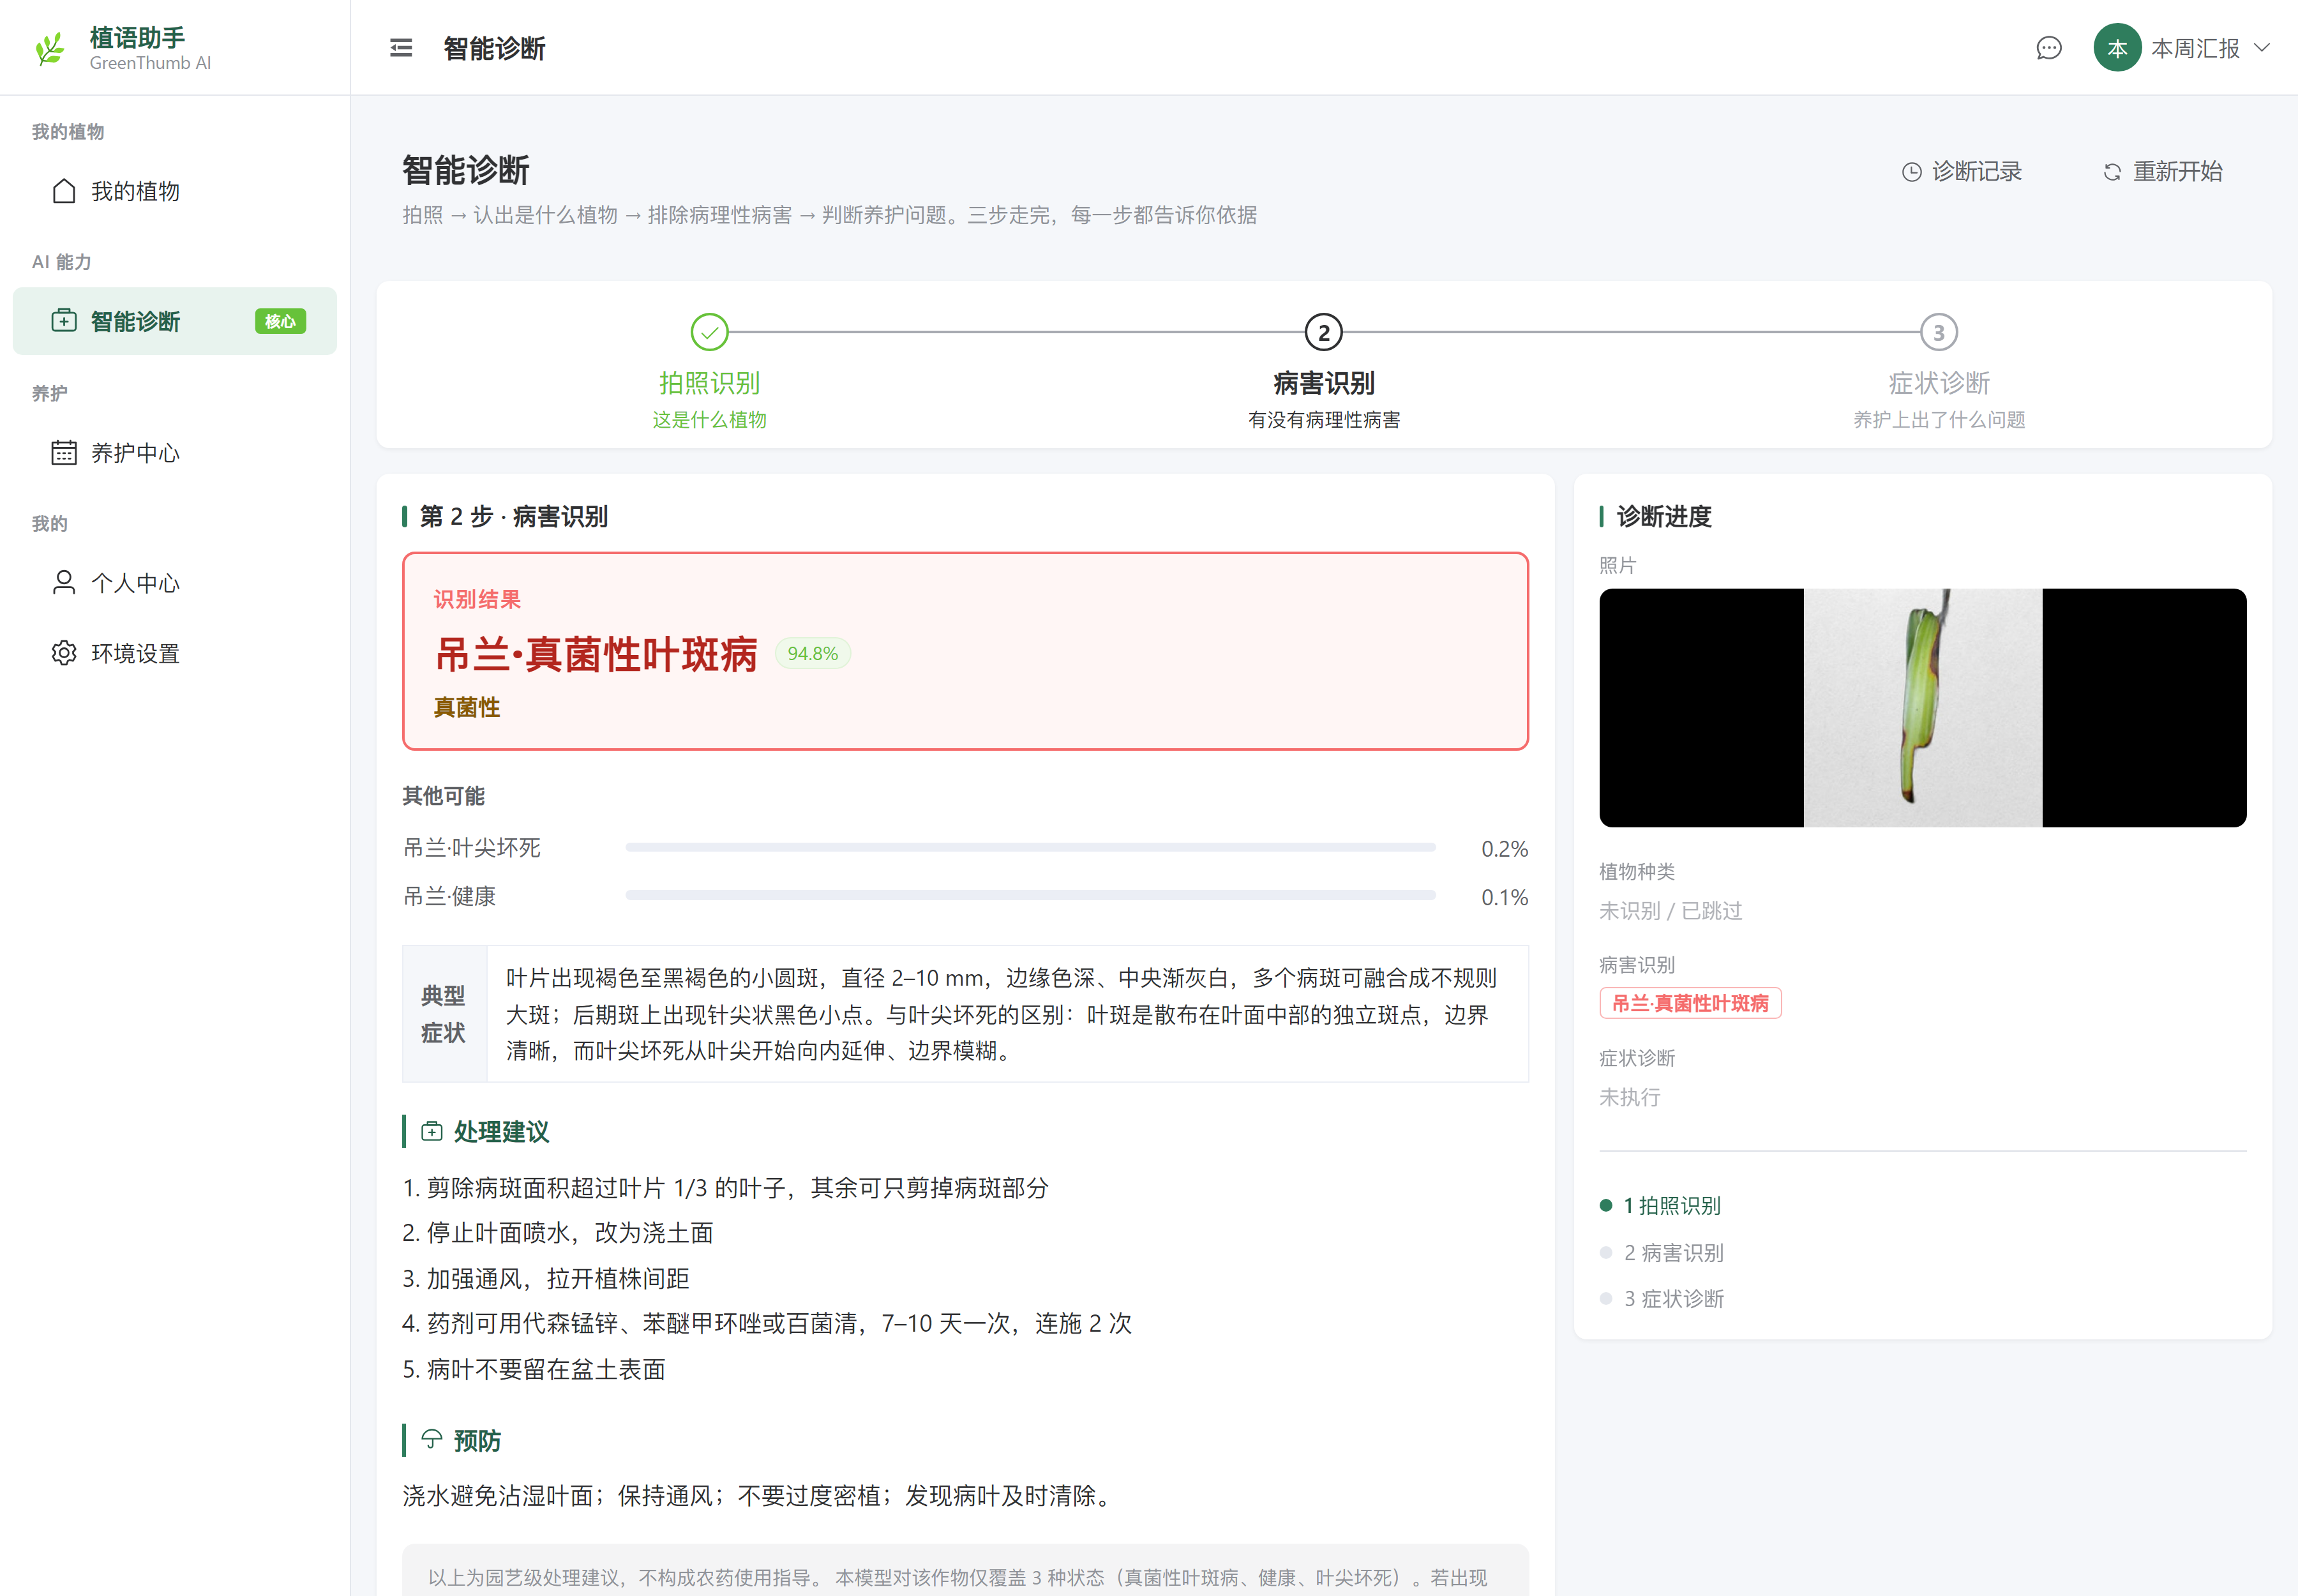 植语助手
GreenThumb AI
智能诊断
本
本周汇报
我的植物
我的植物
AI 能力
智能诊断
核心
养护
养护中心
我的
个人中心
环境设置
智能诊断
拍照 → 认出是什么植物 → 排除病理性病害 → 判断养护问题。三步走完，每一步都告诉你依据
诊断记录
重新开始
拍照识别
这是什么植物
2
病害识别
有没有病理性病害
3
症状诊断
养护上出了什么问题
第 2 步 · 病害识别
识别结果
吊兰·真菌性叶斑病
94.8%
真菌性
其他可能
吊兰·叶尖坏死 0.2%
吊兰·健康 0.1%
典型
症状
叶片出现褐色至黑褐色的小圆斑，直径 2–10 mm，边缘色深、中央渐灰白，多个病斑可融合成不规则
大斑；后期斑上出现针尖状黑色小点。与叶尖坏死的区别：叶斑是散布在叶面中部的独立斑点，边界
清晰，而叶尖坏死从叶尖开始向内延伸、边界模糊。
处理建议
1. 剪除病斑面积超过叶片 1/3 的叶子，其余可只剪掉病斑部分
2. 停止叶面喷水，改为浇土面
3. 加强通风，拉开植株间距
4. 药剂可用代森锰锌、苯醚甲环唑或百菌清，7–10 天一次，连施 2 次
5. 病叶不要留在盆土表面
预防
浇水避免沾湿叶面；保持通风；不要过度密植；发现病叶及时清除。
以上为园艺级处理建议，不构成农药使用指导。 本模型对该作物仅覆盖 3 种状态（真菌性叶斑病、健康、叶尖坏死）。若出现
诊断进度
照片
植物种类
未识别 / 已跳过
病害识别
吊兰·真菌性叶斑病
症状诊断
未执行
1 拍照识别
2 病害识别
3 症状诊断